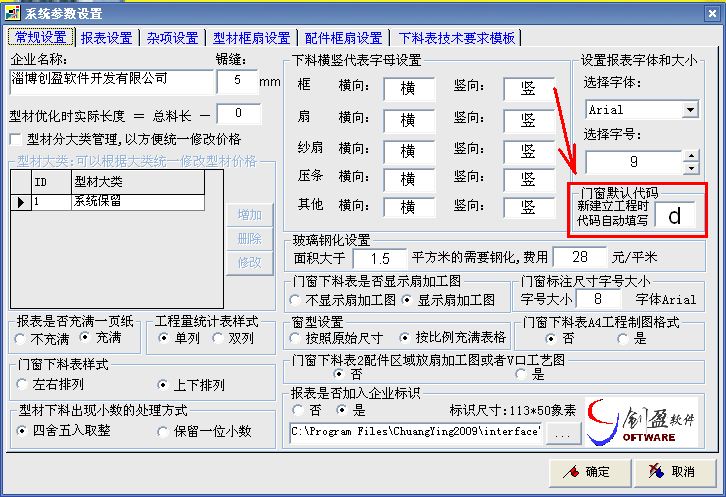 系统参数设置
常规设置 报表设置 杂项设置 型材框扇设置 配件框扇设置 下料表技术要求模板
企业名称: 锯缝:
淄博创盈软件开发有限公司 5 mm
型材优化时实际长度 = 总料长 - 0
型材分大类管理,以方便统一修改价格
型材大类:可以根据大类统一修改型材价格
ID 型材大类
1 系统保留
增加
删除
修改
报表是否充满一页纸
不充满 充满
工程量统计表样式
单列 双列
门窗下料表样式
左右排列 上下排列
型材下料出现小数的处理方式
四舍五入取整 保留一位小数
下料横竖代表字母设置
框 横向: 横 竖向: 竖
扇 横向: 横 竖向: 竖
纱扇 横向: 横 竖向: 竖
压条 横向: 横 竖向: 竖
其他 横向: 横 竖向: 竖
设置报表字体和大小
选择字体:
Arial
选择字号:
9
门窗默认代码
新建立工程时
代码自动填写 d
玻璃钢化设置
面积大于 1.5 平方米的需要钢化,费用 28 元/平米
门窗下料表是否显示扇加工图
不显示扇加工图 显示扇加工图
门窗标注尺寸字号大小
字号大小 8 字体Arial
窗型设置
按照原始尺寸 按比例充满表格
门窗下料表A4工程制图格式
否 是
门窗下料表2配件区域放扇加工图或者V口工艺图
否 是
报表是否加入企业标识
否 是 标识尺寸:113*50象素
C:\Program Files\ChuangYing2009\interface' ...
创盈软件
OFTWARE
确定 取消